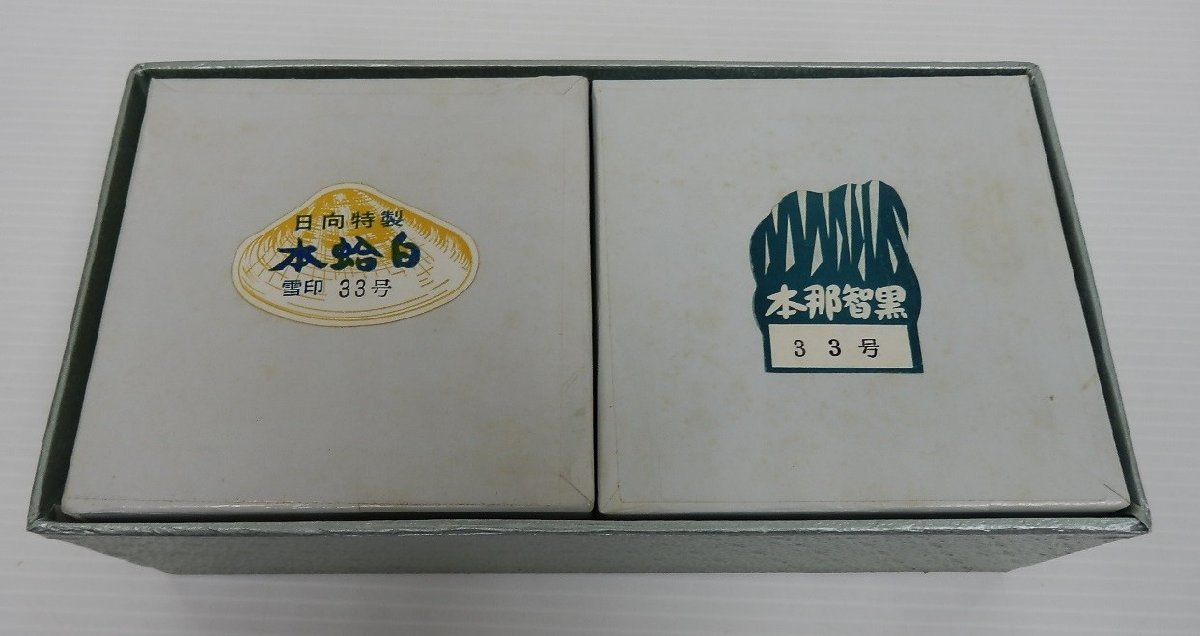 日向特製
本蛤白
雪印 33号
本那智黒
33号